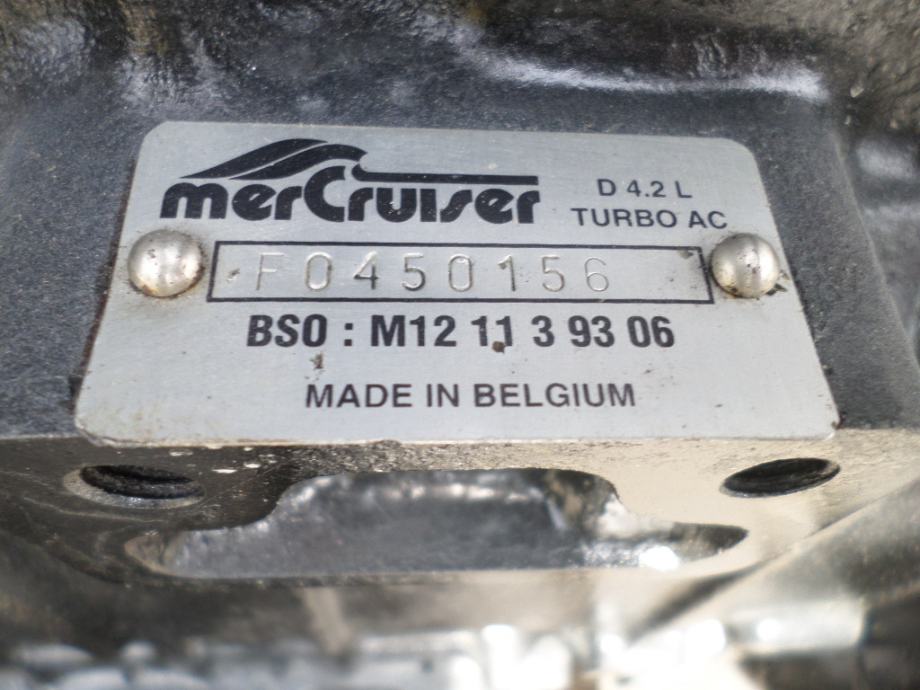 merCruiser
D 4.2 L
TURBO AC
F0450156
BSO : M12 11 3 93 06
MADE IN BELGIUM